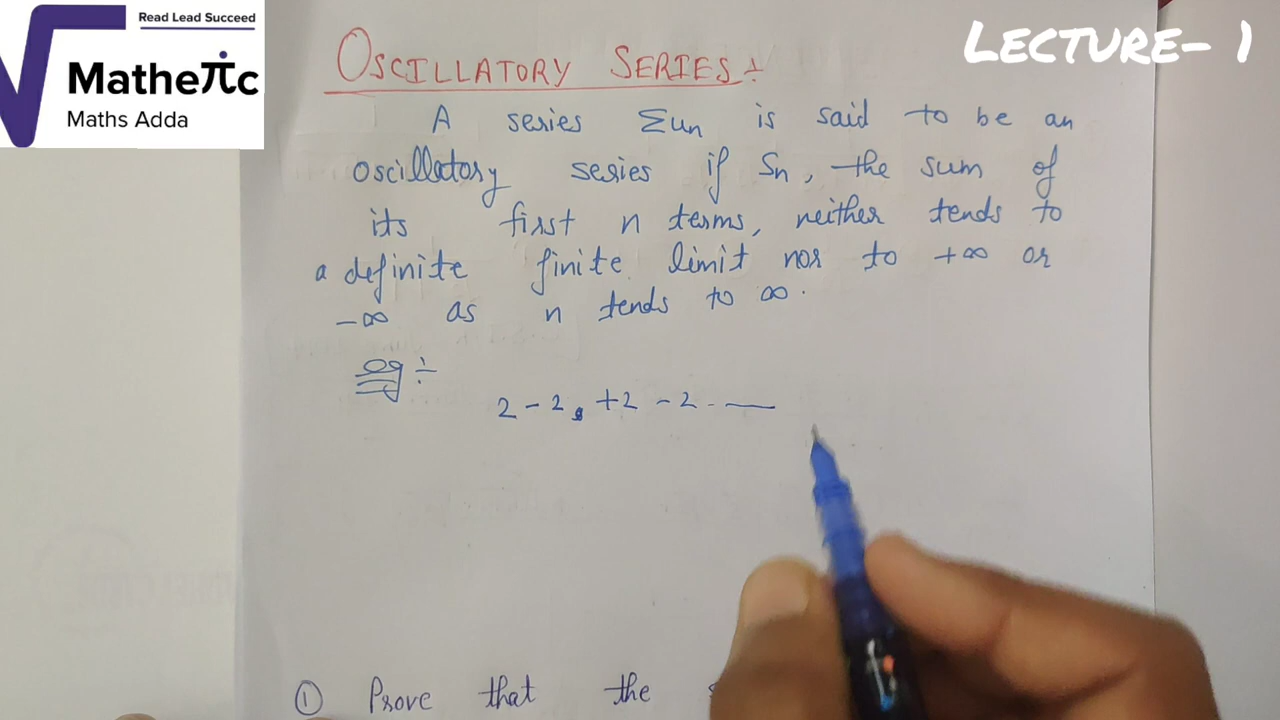 Read Lead Succeed
Matheπc
Maths Adda
LECTURE- 1
OSCILLATORY SERIES÷
A series Σun is said to be an
oscillatory series if Sn, the sum of
its first n terms, neither tends to
a definite finite limit nor to +∞ or
-∞ as n tends to ∞.
eg÷
2 - 2, +2 - 2 - —
① Prove that the